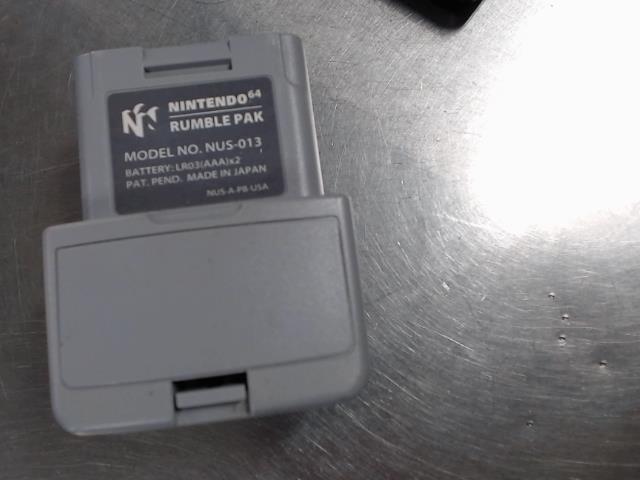 NINTENDO64
RUMBLE PAK
MODEL NO. NUS-013
BATTERY: LR03(AAA)x2
PAT. PEND. MADE IN JAPAN
NUS-A-PB-USA